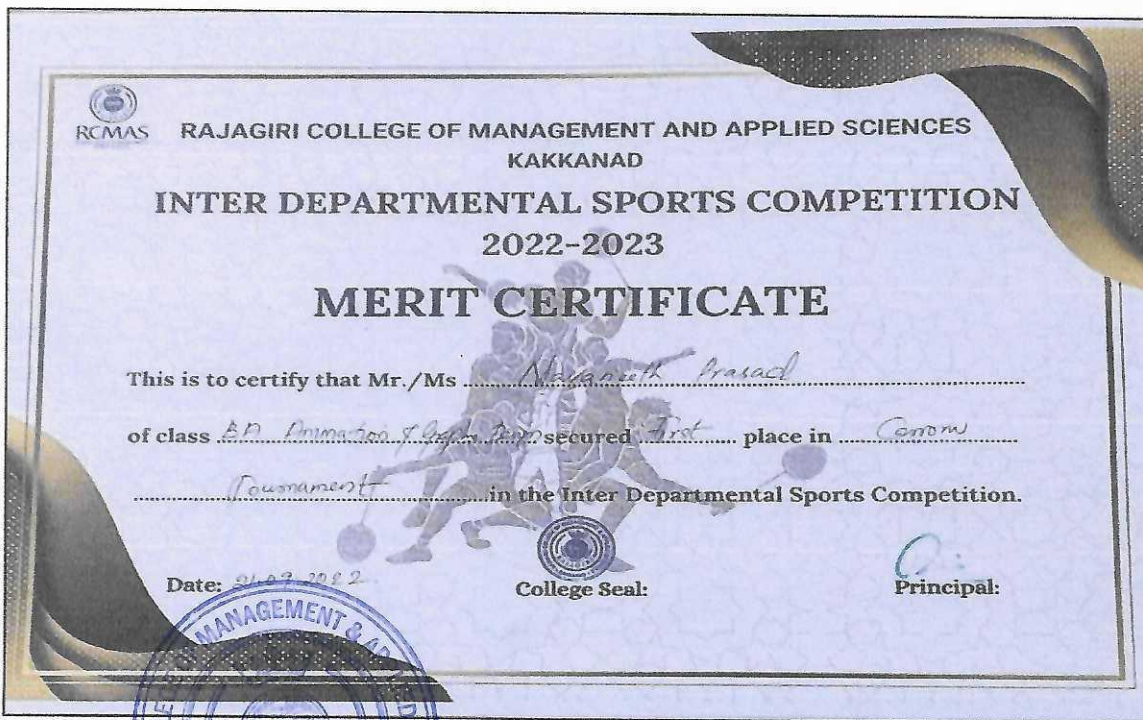 RCMAS
RAJAGIRI COLLEGE OF MANAGEMENT AND APPLIED SCIENCES
KAKKANAD
INTER DEPARTMENTAL SPORTS COMPETITION
2022-2023
MERIT CERTIFICATE
This is to certify that Mr./Ms Prasad
of class BA Animation & secured First place in Carrom
Tournament in the Inter Departmental Sports Competition.
Date: 2022
College Seal:
Principal:
MANAGEMENT &